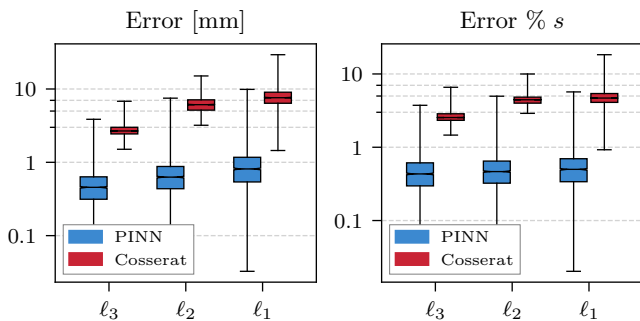 Error [mm]
10
1
0.1
PINN
Cosserat
ℓ₃ ℓ₂ ℓ₁
Error % s
10
1
0.1
PINN
Cosserat
ℓ₃ ℓ₂ ℓ₁